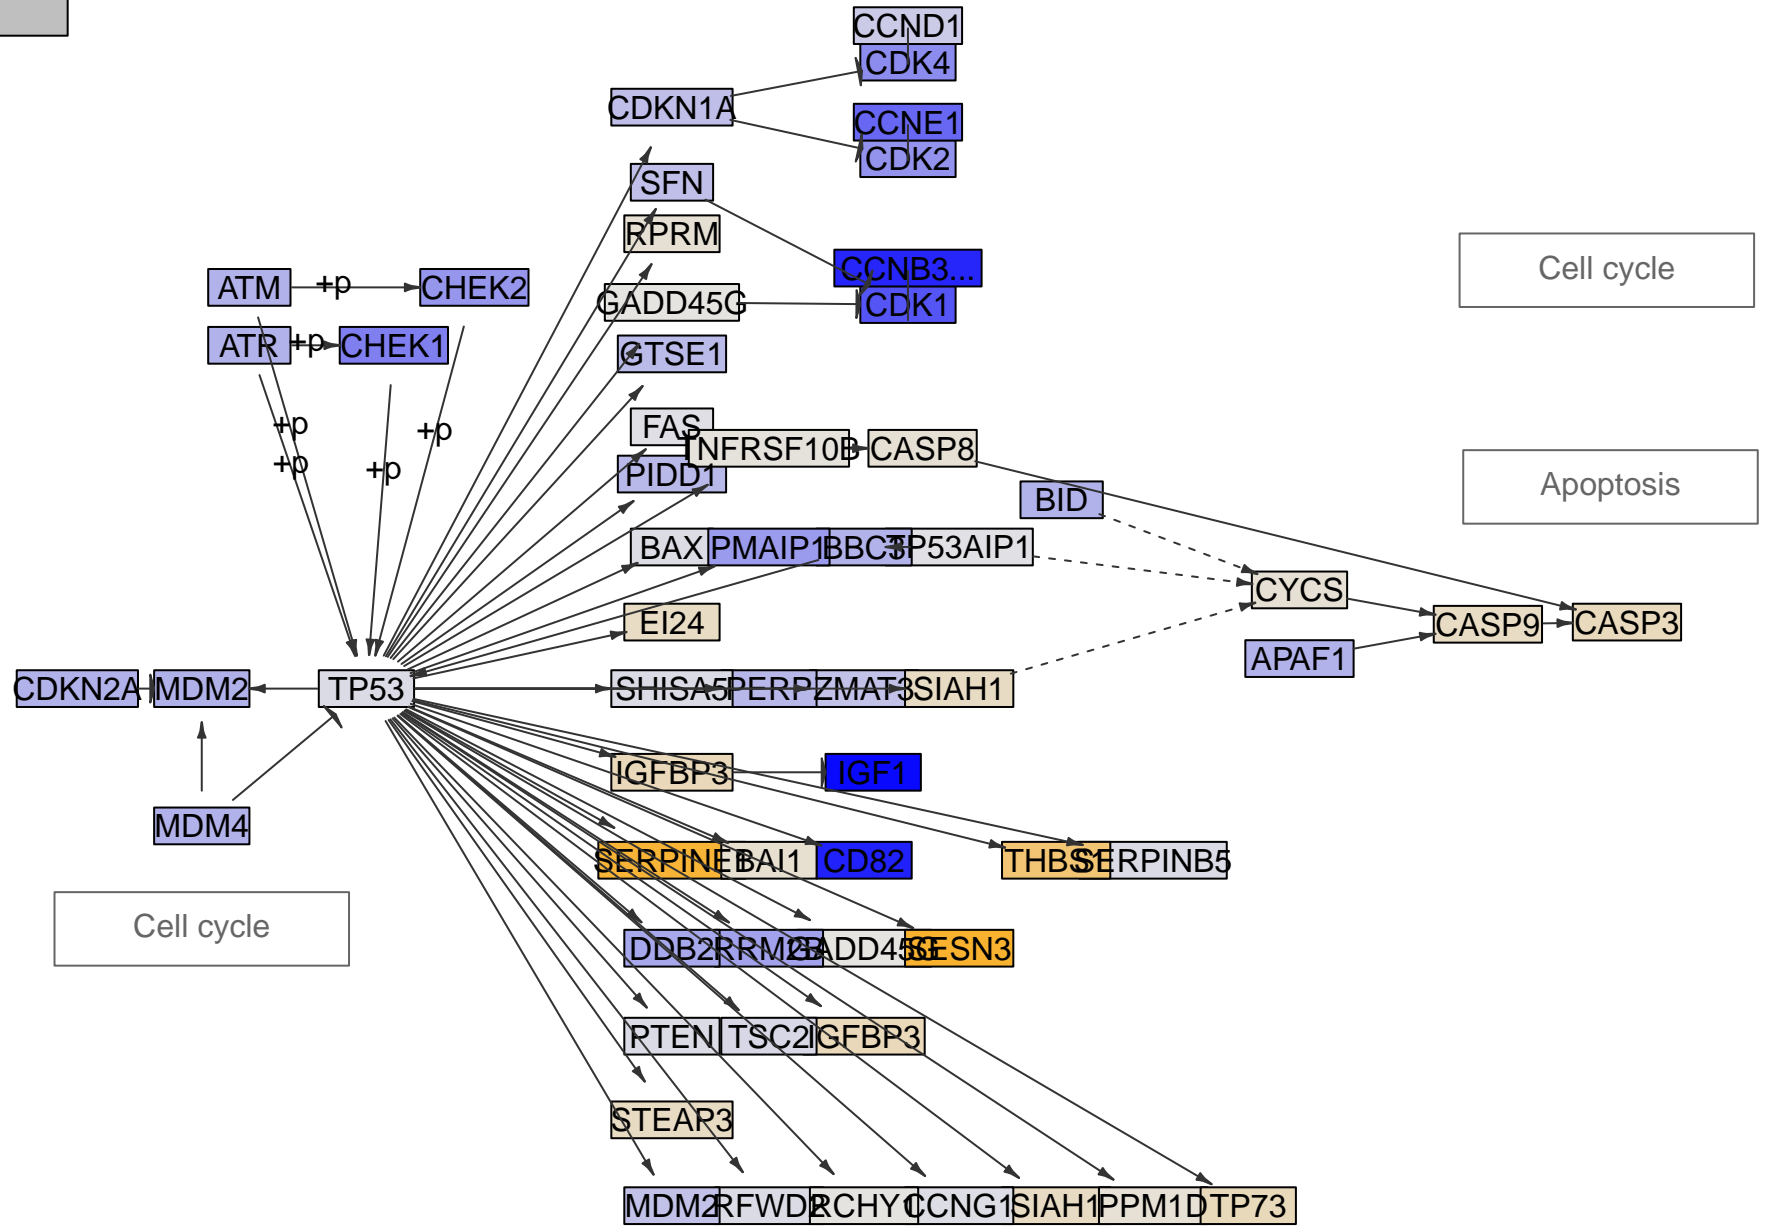 CCND1
CDK4
CDKN1A
CCNE1
CDK2
SFN
RPRM
CCNB3...
Cell cycle
ATM
+p
CHEK2
GADD45G
CDK1
ATR
+p
CHEK1
GTSE1
+p
+p
FAS
TNFRSF10B
CASP8
+p
+p
PIDD1
Apoptosis
BID
BAX
PMAIP1
BBC3
TP53AIP1
CYCS
EI24
CASP9
CASP3
APAF1
CDKN2A
MDM2
TP53
SHISA5
PERP
ZMAT3
SIAH1
IGFBP3
IGF1
MDM4
SERPINE1
BAI1
CD82
THBS1
SERPINB5
Cell cycle
DDB2
RRM2B
GADD45G
SESN3
PTEN
TSC2
IGFBP3
STEAP3
MDM2
RFWD2
RCHY1
CCNG1
SIAH1
PPM1D
TP73